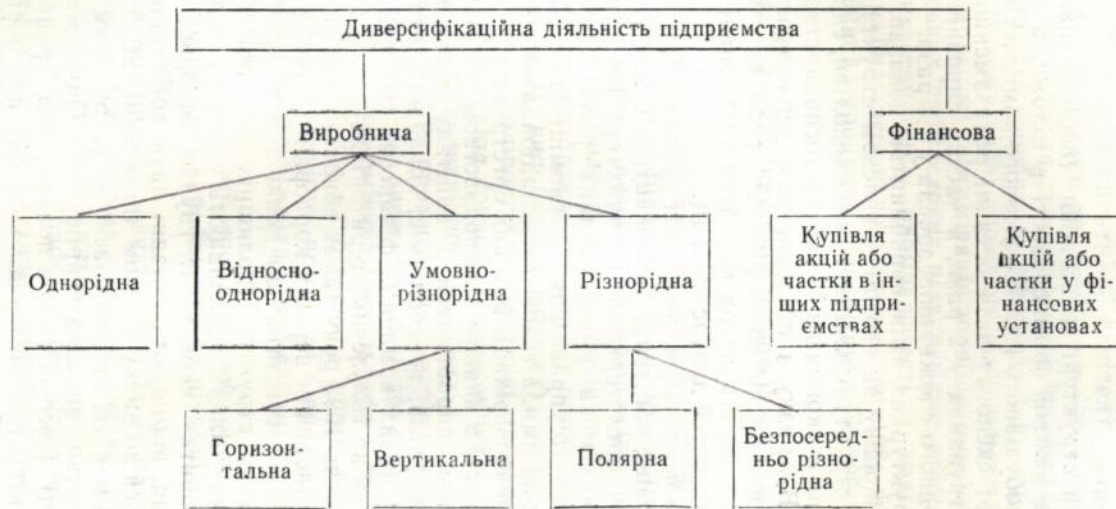 Диверсифікаційна діяльність підприємства
Виробнича
Фінансова
Однорідна
Відносно-
однорідна
Умовно-
різнорідна
Різнорідна
Купівля
акцій або
частки в ін-
ших підпри-
ємствах
Купівля
акцій або
частки у фі-
нансових
установах
Горизон-
тальна
Вертикальна
Полярна
Безпосеред-
ньо різно-
рідна